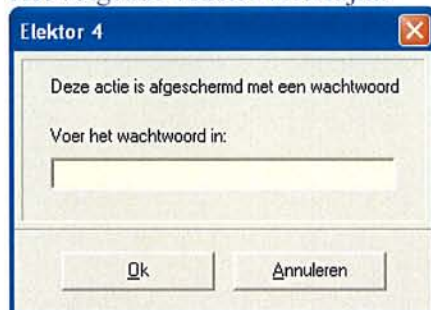 Elektor 4
Deze actie is afgeschermd met een wachtwoord
Voer het wachtwoord in:
Ok
Annuleren